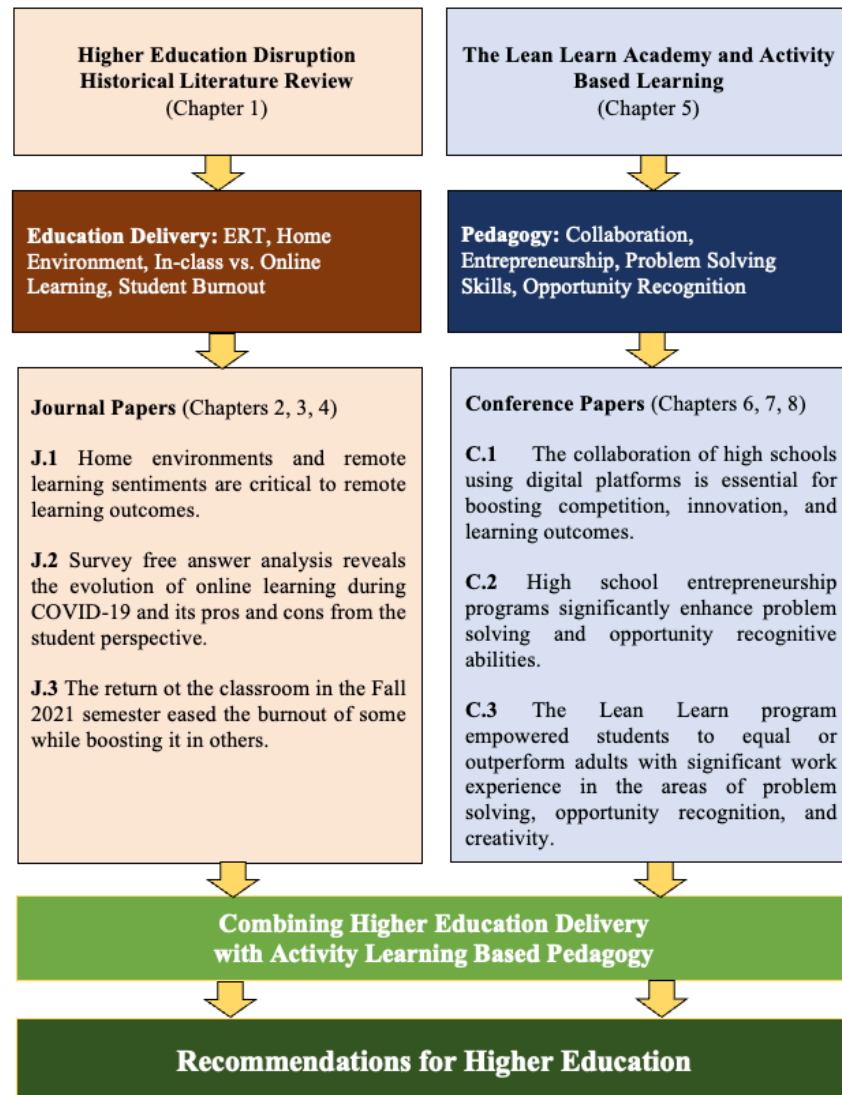 Higher Education Disruption
Historical Literature Review
(Chapter 1)
Education Delivery: ERT, Home
Environment, In-class vs. Online
Learning, Student Burnout
Journal Papers (Chapters 2, 3, 4)
J.1 Home environments and remote
learning sentiments are critical to remote
learning outcomes.
J.2 Survey free answer analysis reveals
the evolution of online learning during
COVID-19 and its pros and cons from the
student perspective.
J.3 The return ot the classroom in the Fall
2021 semester eased the burnout of some
while boosting it in others.
The Lean Learn Academy and Activity
Based Learning
(Chapter 5)
Pedagogy: Collaboration,
Entrepreneurship, Problem Solving
Skills, Opportunity Recognition
Conference Papers (Chapters 6, 7, 8)
C.1 The collaboration of high schools
using digital platforms is essential for
boosting competition, innovation, and
learning outcomes.
C.2 High school entrepreneurship
programs significantly enhance problem
solving and opportunity recognitive
abilities.
C.3 The Lean Learn program
empowered students to equal or
outperform adults with significant work
experience in the areas of problem
solving, opportunity recognition, and
creativity.
Combining Higher Education Delivery
with Activity Learning Based Pedagogy
Recommendations for Higher Education